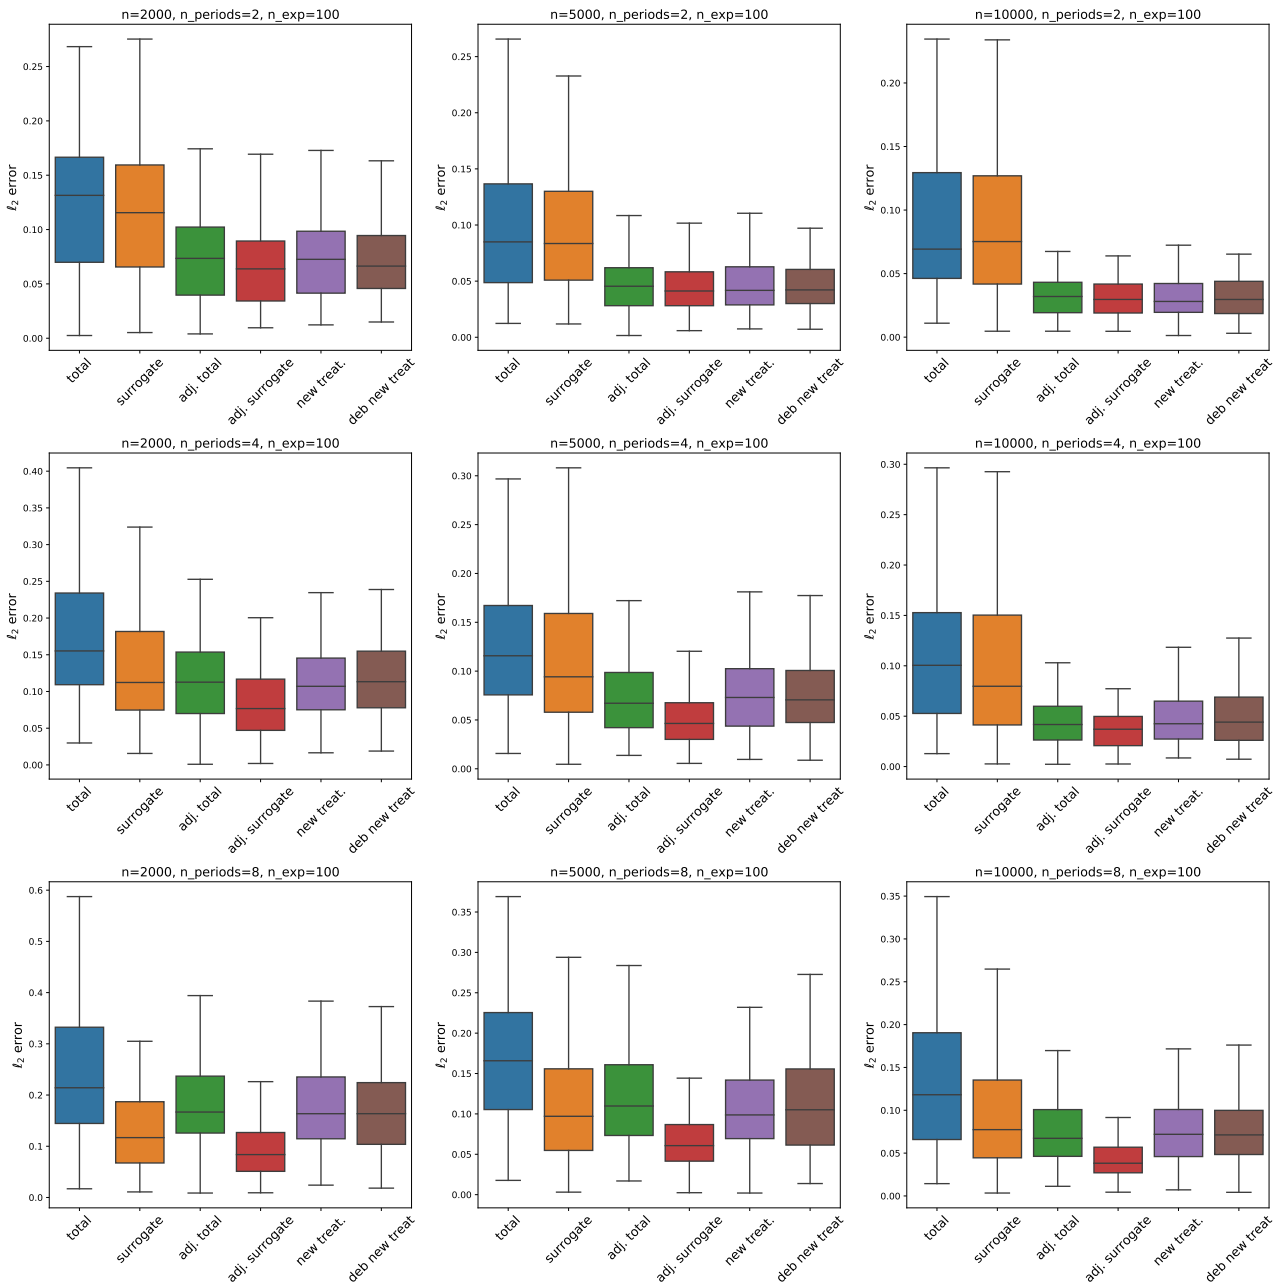 n=2000, n_periods=2, n_exp=100
ℓ₂ error
0.25
0.20
0.15
0.10
0.05
0.00
total
surrogate
adj. total
adj. surrogate
new treat.
deb new treat
n=5000, n_periods=2, n_exp=100
ℓ₂ error
0.25
0.20
0.15
0.10
0.05
0.00
total
surrogate
adj. total
adj. surrogate
new treat.
deb new treat
n=10000, n_periods=2, n_exp=100
ℓ₂ error
0.20
0.15
0.10
0.05
0.00
total
surrogate
adj. total
adj. surrogate
new treat.
deb new treat
n=2000, n_periods=4, n_exp=100
ℓ₂ error
0.40
0.35
0.30
0.25
0.20
0.15
0.10
0.05
0.00
total
surrogate
adj. total
adj. surrogate
new treat.
deb new treat
n=5000, n_periods=4, n_exp=100
ℓ₂ error
0.30
0.25
0.20
0.15
0.10
0.05
0.00
total
surrogate
adj. total
adj. surrogate
new treat.
deb new treat
n=10000, n_periods=4, n_exp=100
ℓ₂ error
0.30
0.25
0.20
0.15
0.10
0.05
0.00
total
surrogate
adj. total
adj. surrogate
new treat.
deb new treat
n=2000, n_periods=8, n_exp=100
ℓ₂ error
0.6
0.5
0.4
0.3
0.2
0.1
0.0
total
surrogate
adj. total
adj. surrogate
new treat.
deb new treat
n=5000, n_periods=8, n_exp=100
ℓ₂ error
0.35
0.30
0.25
0.20
0.15
0.10
0.05
0.00
total
surrogate
adj. total
adj. surrogate
new treat.
deb new treat
n=10000, n_periods=8, n_exp=100
ℓ₂ error
0.35
0.30
0.25
0.20
0.15
0.10
0.05
0.00
total
surrogate
adj. total
adj. surrogate
new treat.
deb new treat